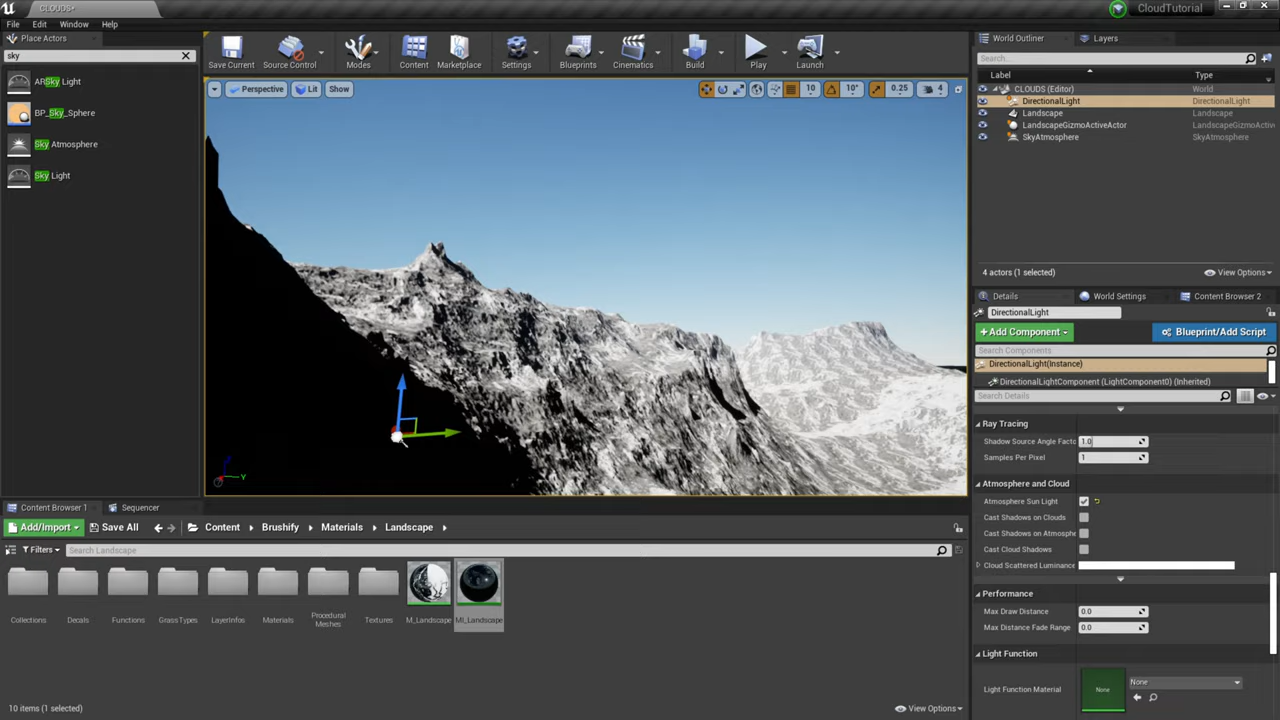 CLOUDS*
CloudTutorial
File Edit Window Help
Place Actors
sky
ARSky Light
BP_Sky_Sphere
Sky Atmosphere
Sky Light
Save Current
Source Control
Modes
Content
Marketplace
Settings
Blueprints
Cinematics
Build
Play
Launch
Perspective
Lit
Show
10
10°
0.25
4
Y
World Outliner
Layers
Search...
Label
Type
CLOUDS (Editor)
World
DirectionalLight
DirectionalLight
Landscape
Landscape
LandscapeGizmoActiveActor
LandscapeGizmoActiv
SkyAtmosphere
SkyAtmosphere
4 actors (1 selected)
View Options
Details
World Settings
Content Browser 2
DirectionalLight
+Add Component
Blueprint/Add Script
Search Components
DirectionalLight(Instance)
DirectionalLightComponent (LightComponent0) (Inherited)
Search Details
Ray Tracing
Shadow Source Angle Facto
1.0
Samples Per Pixel
1
Atmosphere and Cloud
Atmosphere Sun Light
Cast Shadows on Clouds
Cast Shadows on Atmosphe
Cast Cloud Shadows
Cloud Scattered Luminance
Performance
Max Draw Distance
0.0
Max Distance Fade Range
0.0
Light Function
Light Function Material
None
None
Content Browser 1
Sequencer
Add/Import
Save All
Content
Brushify
Materials
Landscape
Filters
Search Landscape
Collections
Decals
Functions
GrassTypes
LayerInfos
Materials
Procedural
Meshes
Textures
M_Landscape
MI_Landscape
10 items (1 selected)
View Options